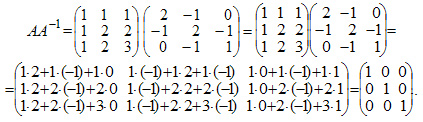 AA⁻¹ = (1 1 1; 1 2 2; 1 2 3)(2 −1 0; −1 2 −1; 0 −1 1) = (1 1 1; 1 2 2; 1 2 3)(2 −1 0; −1 2 −1; 0 −1 1) =
= (1·2+1·(−1)+1·0 1·(−1)+1·2+1·(−1) 1·0+1·(−1)+1·1; 1·2+2·(−1)+2·0 1·(−1)+2·2+2·(−1) 1·0+2·(−1)+2·1; 1·2+2·(−1)+3·0 1·(−1)+2·2+3·(−1) 1·0+2·(−1)+3·1) = (1 0 0; 0 1 0; 0 0 1).